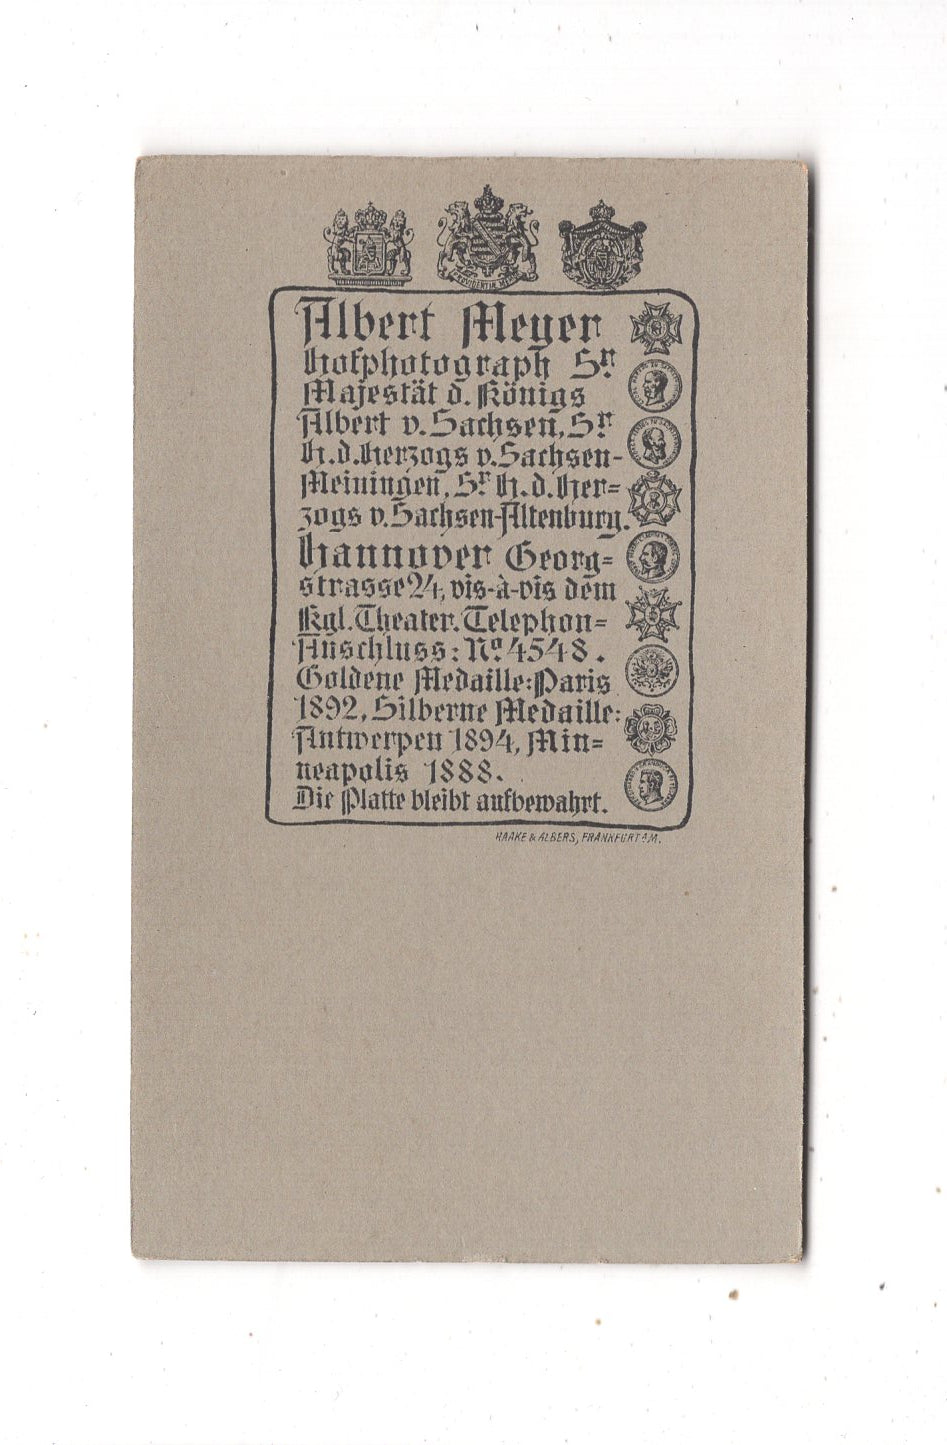 PROVIDENTIÆ MEMOR
Albert Meyer
Hofphotograph Sr.
Majestät d. Königs
Albert v. Sachsen, Sr.
H. d. Herzogs v. Sachsen-
Meiningen, Sr. H. d. Her=
zogs v. Sachsen-Altenburg.
Hannover Georg=
strasse 24, vis-à-vis dem
Kgl. Theater. Telephon=
Anschluss: No. 4548.
Goldene Medaille: Paris
1892, Silberne Medaille:
Antwerpen 1894, Min=
neapolis 1888.
Die Platte bleibt aufbewahrt.
HAAKE & ALBERS, FRANKFURT A/M.